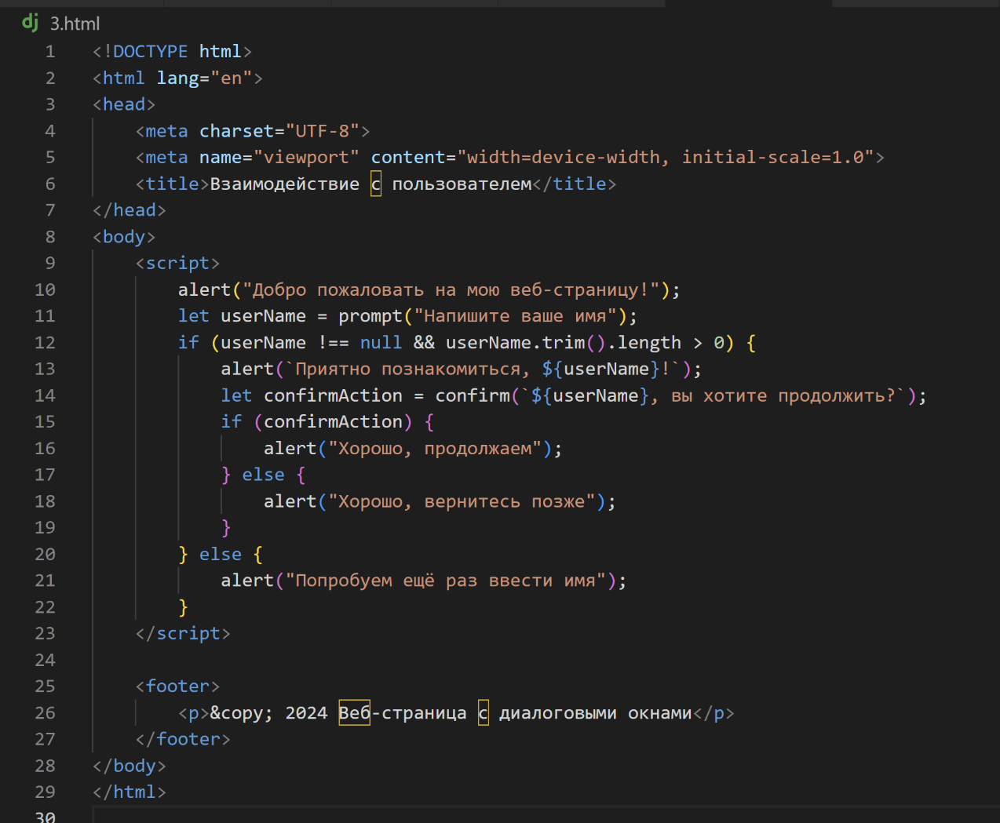 dj 3.html
1 <!DOCTYPE html>
2 <html lang="en">
3 <head>
4     <meta charset="UTF-8">
5     <meta name="viewport" content="width=device-width, initial-scale=1.0">
6     <title>Взаимодействие с пользователем</title>
7 </head>
8 <body>
9     <script>
10         alert("Добро пожаловать на мою веб-страницу!");
11         let userName = prompt("Напишите ваше имя");
12         if (userName !== null && userName.trim().length > 0) {
13             alert(`Приятно познакомиться, ${userName}!`);
14             let confirmAction = confirm(`${userName}, вы хотите продолжить?`);
15             if (confirmAction) {
16                 alert("Хорошо, продолжаем");
17             } else {
18                 alert("Хорошо, вернитесь позже");
19             }
20         } else {
21             alert("Попробуем ещё раз ввести имя");
22         }
23     </script>
24
25     <footer>
26         <p>&copy; 2024 Веб-страница с диалоговыми окнами</p>
27     </footer>
28 </body>
29 </html>
30